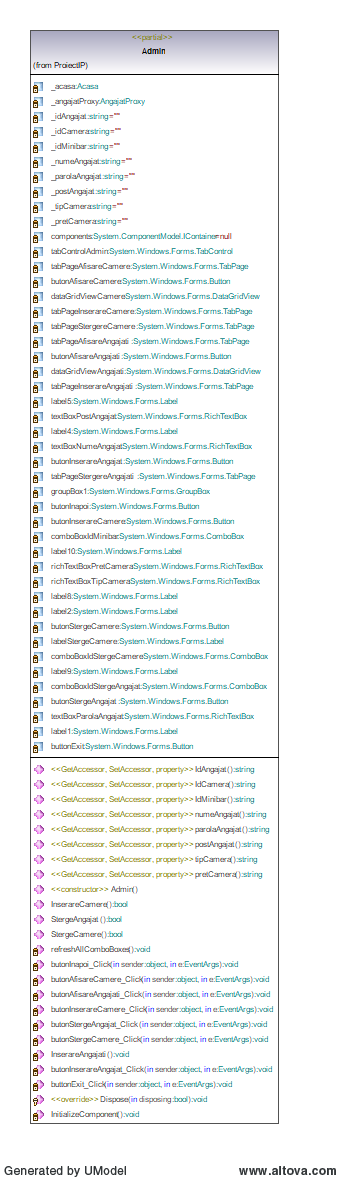 <<partial>>
Admin
(from ProiectIP)
_acasa:Acasa
_angajatProxy:AngajatProxy
_idAngajat:string=""
_idCamera:string=""
_idMinibar:string=""
_numeAngajat:string=""
_parolaAngajat:string=""
_postAngajat:string=""
_tipCamera:string=""
_pretCamera:string=""
components:System.ComponentModel.IContainer=null
tabControlAdmin:System.Windows.Forms.TabControl
tabPageAfisareCamere:System.Windows.Forms.TabPage
butonAfisareCamere:System.Windows.Forms.Button
dataGridViewCamere:System.Windows.Forms.DataGridView
tabPageInserareCamere:System.Windows.Forms.TabPage
tabPageStergereCamere:System.Windows.Forms.TabPage
tabPageAfisareAngajati:System.Windows.Forms.TabPage
butonAfisareAngajati:System.Windows.Forms.Button
dataGridViewAngajati:System.Windows.Forms.DataGridView
tabPageInserareAngajati:System.Windows.Forms.TabPage
label5:System.Windows.Forms.Label
textBoxPostAngajat:System.Windows.Forms.RichTextBox
label4:System.Windows.Forms.Label
textBoxNumeAngajat:System.Windows.Forms.RichTextBox
butonInserareAngajat:System.Windows.Forms.Button
tabPageStergereAngajati:System.Windows.Forms.TabPage
groupBox1:System.Windows.Forms.GroupBox
butonInapoi:System.Windows.Forms.Button
butonInserareCamere:System.Windows.Forms.Button
comboBoxIdMinibar:System.Windows.Forms.ComboBox
label10:System.Windows.Forms.Label
richTextBoxPretCamera:System.Windows.Forms.RichTextBox
richTextBoxTipCamera:System.Windows.Forms.RichTextBox
label8:System.Windows.Forms.Label
label2:System.Windows.Forms.Label
butonStergeCamere:System.Windows.Forms.Button
labelStergeCamere:System.Windows.Forms.Label
comboBoxIdStergeCamere:System.Windows.Forms.ComboBox
label9:System.Windows.Forms.Label
comboBoxIdStergeAngajat:System.Windows.Forms.ComboBox
butonStergeAngajat:System.Windows.Forms.Button
textBoxParolaAngajat:System.Windows.Forms.RichTextBox
label1:System.Windows.Forms.Label
buttonExit:System.Windows.Forms.Button
<<GetAccessor, SetAccessor, property>> IdAngajat():string
<<GetAccessor, SetAccessor, property>> IdCamera():string
<<GetAccessor, SetAccessor, property>> IdMinibar():string
<<GetAccessor, SetAccessor, property>> numeAngajat():string
<<GetAccessor, SetAccessor, property>> parolaAngajat():string
<<GetAccessor, SetAccessor, property>> postAngajat():string
<<GetAccessor, SetAccessor, property>> tipCamera():string
<<GetAccessor, SetAccessor, property>> pretCamera():string
<<constructor>> Admin()
InserareCamere():bool
StergeAngajat():bool
StergeCamere():bool
refreshAllComboBoxes():void
butonInapoi_Click(in sender:object, in e:EventArgs):void
butonAfisareCamere_Click(in sender:object, in e:EventArgs):void
butonAfisareAngajati_Click(in sender:object, in e:EventArgs):void
butonInserareCamere_Click(in sender:object, in e:EventArgs):void
butonStergeAngajat_Click(in sender:object, in e:EventArgs):void
butonStergeCamere_Click(in sender:object, in e:EventArgs):void
InserareAngajati():void
butonInserareAngajat_Click(in sender:object, in e:EventArgs):void
buttonExit_Click(in sender:object, in e:EventArgs):void
<<override>> Dispose(in disposing:bool):void
InitializeComponent():void
Generated by UModel www.altova.com